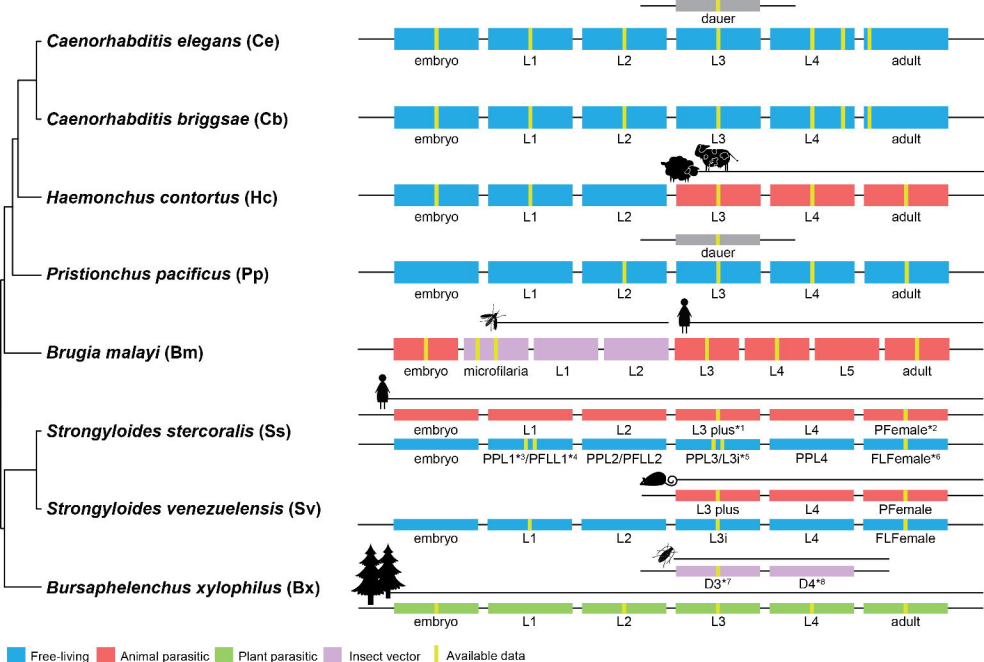 dauer
Caenorhabditis elegans (Ce)
embryo L1 L2 L3 L4 adult
Caenorhabditis briggsae (Cb)
embryo L1 L2 L3 L4 adult
Haemonchus contortus (Hc)
embryo L1 L2 L3 L4 adult
dauer
Pristionchus pacificus (Pp)
embryo L1 L2 L3 L4 adult
Brugia malayi (Bm)
embryo microfilaria L1 L2 L3 L4 L5 adult
Strongyloides stercoralis (Ss)
embryo L1 L2 L3 plus*1 L4 PFemale*2
embryo PPL1*3/PFLL1*4 PPL2/PFLL2 PPL3/L3i*5 PPL4 FLFemale*6
Strongyloides venezuelensis (Sv)
L3 plus L4 PFemale
embryo L1 L2 L3i L4 FLFemale
D3*7 D4*8
Bursaphelenchus xylophilus (Bx)
embryo L1 L2 L3 L4 adult
Free-living Animal parasitic Plant parasitic Insect vector Available data